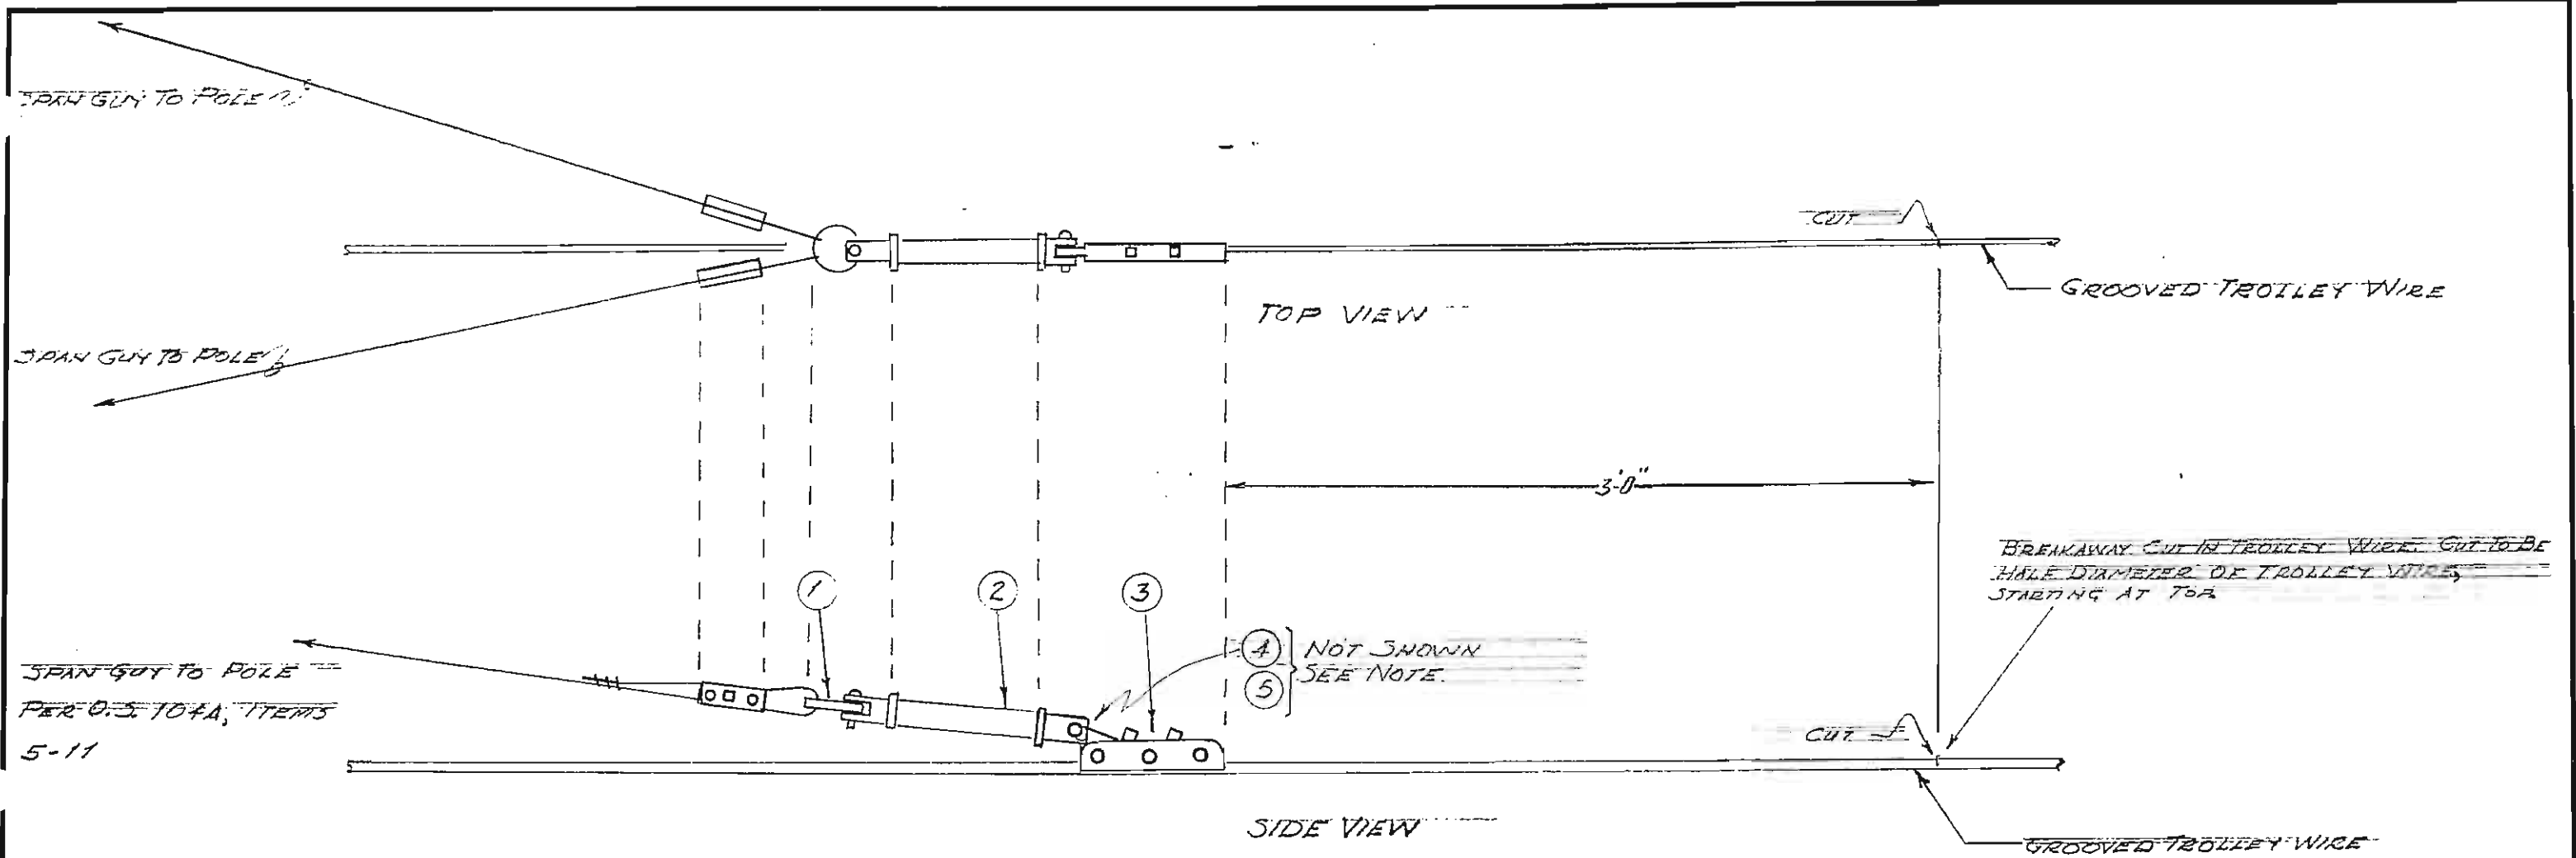 SPAN GUY TO POLE
CUT
GROOVED TROLLEY WIRE
TOP VIEW
SPAN GUY TO POLE
3'-0"
BREAKAWAY CUT IN TROLLEY WIRE. CUT TO BE
HALF DIAMETER OF TROLLEY WIRE,
STARTING AT TOP.
1
2
3
4 NOT SHOWN
5 SEE NOTE.
SPAN GUY TO POLE
PER O.S. 104A, ITEMS
5-11
CUT
SIDE VIEW
GROOVED TROLLEY WIRE